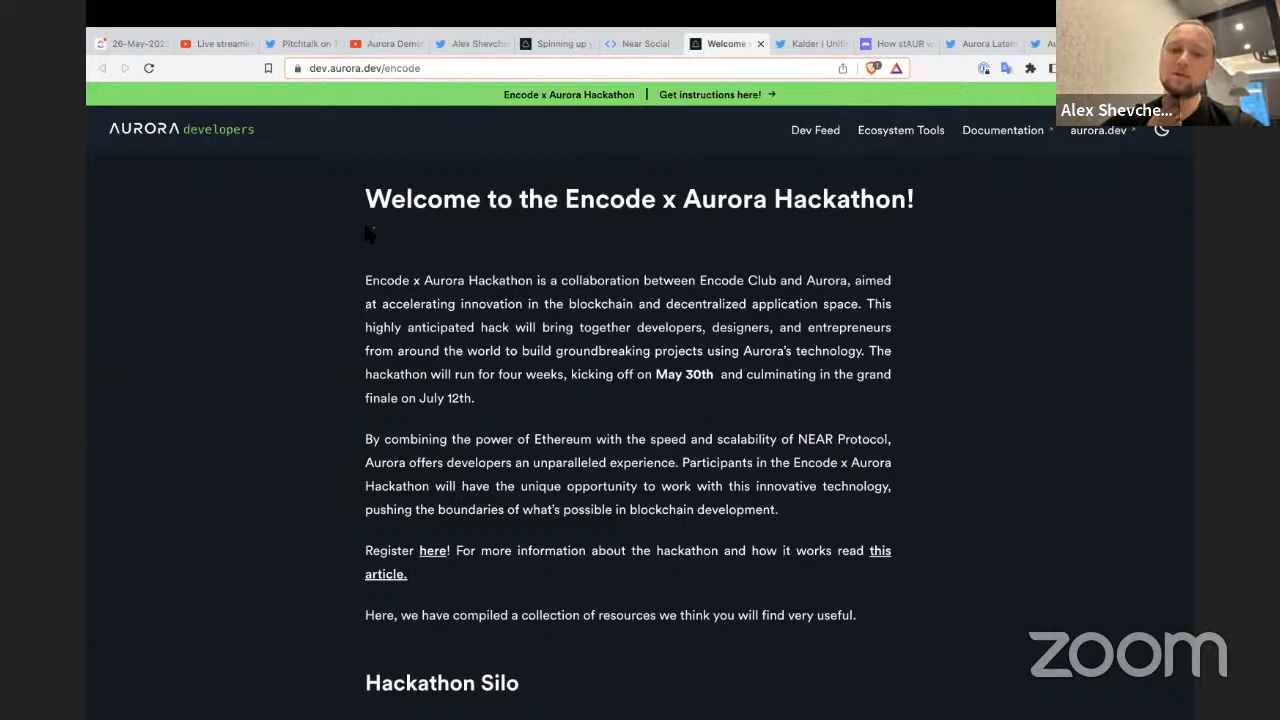 26-May-202
Live streamin
Pitchtalk on T
Aurora Demo
Alex Shevche
Spinning up y
Near Social
Welcome
Kalder | Unifi
How stAUR w
Aurora Latam
Au
dev.aurora.dev/encode
Encode x Aurora Hackathon | Get instructions here! →
AURORA developers
Dev Feed
Ecosystem Tools
Documentation
aurora.dev
Alex Shevche...
Welcome to the Encode x Aurora Hackathon!
Encode x Aurora Hackathon is a collaboration between Encode Club and Aurora, aimed
at accelerating innovation in the blockchain and decentralized application space. This
highly anticipated hack will bring together developers, designers, and entrepreneurs
from around the world to build groundbreaking projects using Aurora's technology. The
hackathon will run for four weeks, kicking off on May 30th and culminating in the grand
finale on July 12th.
By combining the power of Ethereum with the speed and scalability of NEAR Protocol,
Aurora offers developers an unparalleled experience. Participants in the Encode x Aurora
Hackathon will have the unique opportunity to work with this innovative technology,
pushing the boundaries of what's possible in blockchain development.
Register here! For more information about the hackathon and how it works read this
article.
Here, we have compiled a collection of resources we think you will find very useful.
Hackathon Silo
zoom